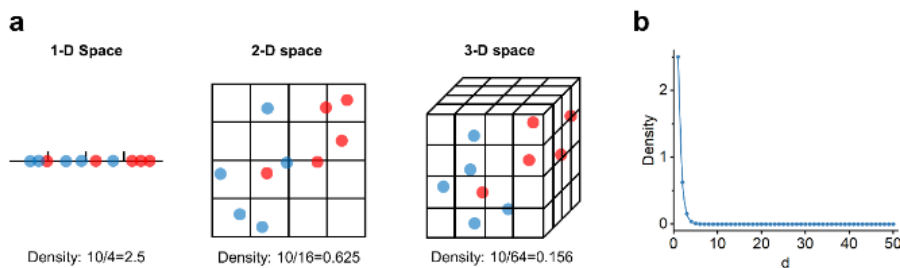 a
1-D Space
2-D space
3-D space
Density: 10/4=2.5
Density: 10/16=0.625
Density: 10/64=0.156
b
Density
2
1
0
0
10
20
30
40
50
d